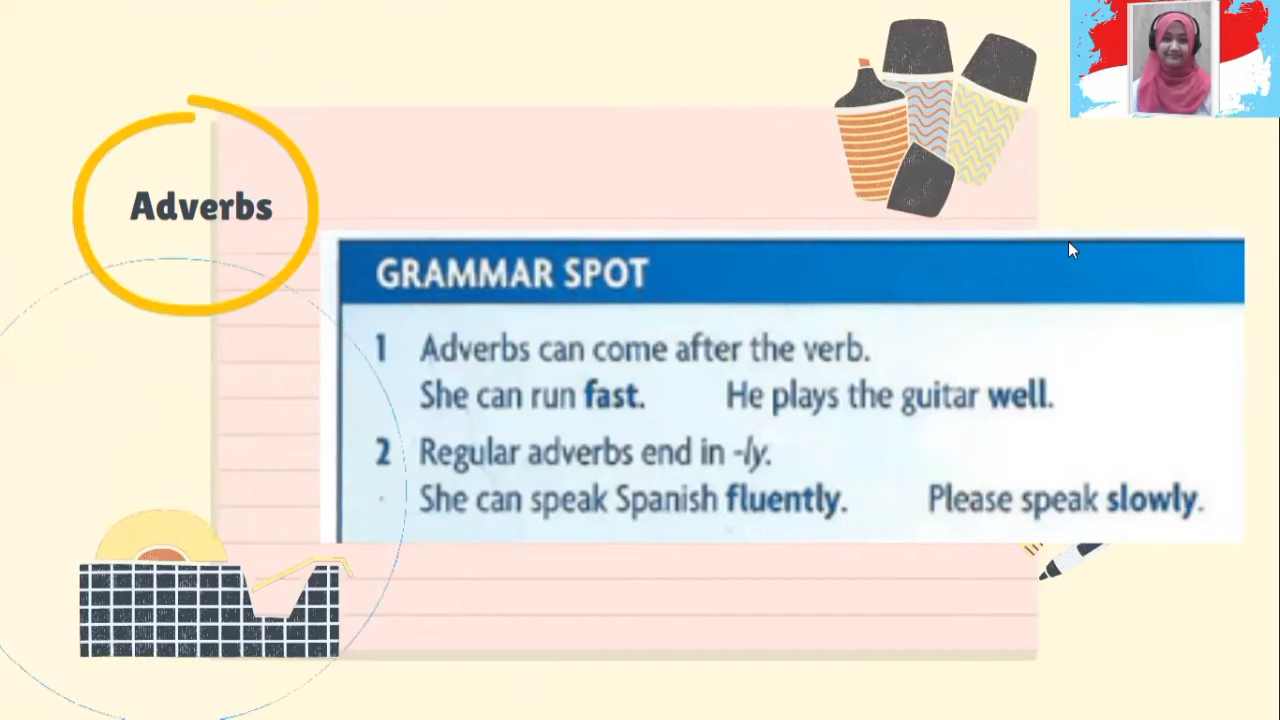 Adverbs
GRAMMAR SPOT
1 Adverbs can come after the verb.
She can run fast. He plays the guitar well.
2 Regular adverbs end in -ly.
She can speak Spanish fluently. Please speak slowly.